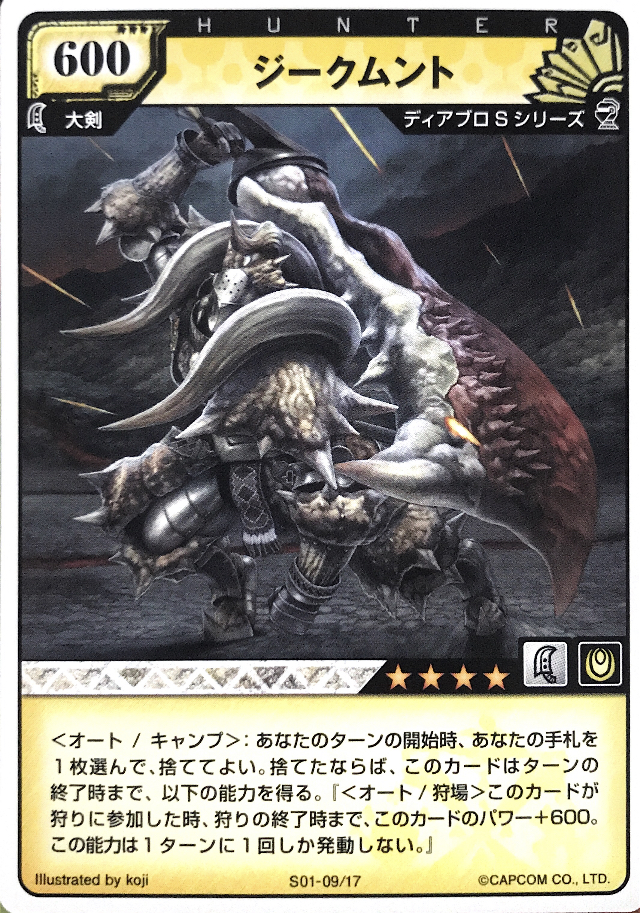 HUNTER
600
ジークムント
大剣
ディアブロSシリーズ
＜オート / キャンプ＞：あなたのターンの開始時、あなたの手札を
１枚選んで、捨ててよい。捨てたならば、このカードはターンの
終了時まで、以下の能力を得る。『＜オート / 狩場＞このカードが
狩りに参加した時、狩りの終了時まで、このカードのパワー＋600。
この能力は１ターンに１回しか発動しない。』
Illustrated by koji
S01-09/17
©CAPCOM CO., LTD.